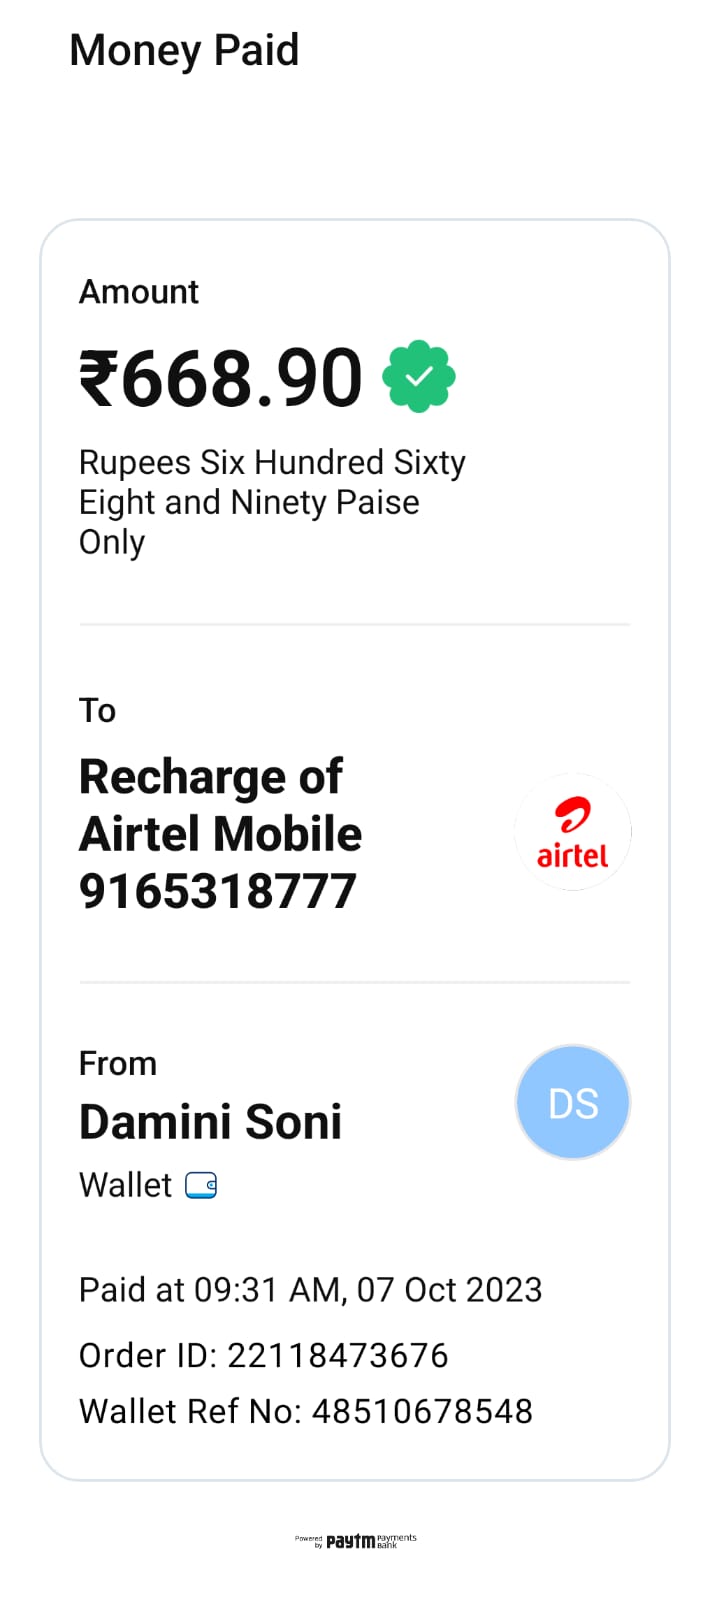 Money Paid
Amount
₹668.90
Rupees Six Hundred Sixty
Eight and Ninety Paise
Only
To
Recharge of
Airtel Mobile
9165318777
airtel
From
Damini Soni
DS
Wallet
Paid at 09:31 AM, 07 Oct 2023
Order ID: 22118473676
Wallet Ref No: 48510678548
Powered by paytm Payments Bank